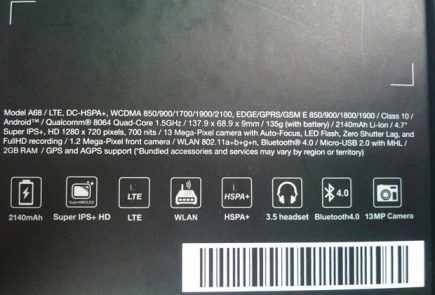 Model A68 / LTE, DC-HSPA+, WCDMA 850/900/1700/1900/2100, EDGE/GPRS/GSM E 850/900/1800/1900 / Class 10 /
Android™ / Qualcomm® 8064 Quad-Core 1.5GHz / 137.9 x 68.9 x 9mm / 135g (with battery) / 2140mAh Li-Ion / 4.7"
Super IPS+, HD 1280 x 720 pixels, 700 nits / 13 Mega-Pixel camera with Auto-Focus, LED Flash, Zero Shutter Lag, and
FullHD recording / 1.2 Mega-Pixel front camera / WLAN 802.11a+b+g+n, Bluetooth® 4.0 / Micro-USB 2.0 with MHL /
2GB RAM / GPS and AGPS support (*Bundled accessories and services may vary by region or territory)
LTE HSPA+ 4.0
2140mAh Super IPS+ HD LTE WLAN HSPA+ 3.5 headset Bluetooth4.0 13MP Camera